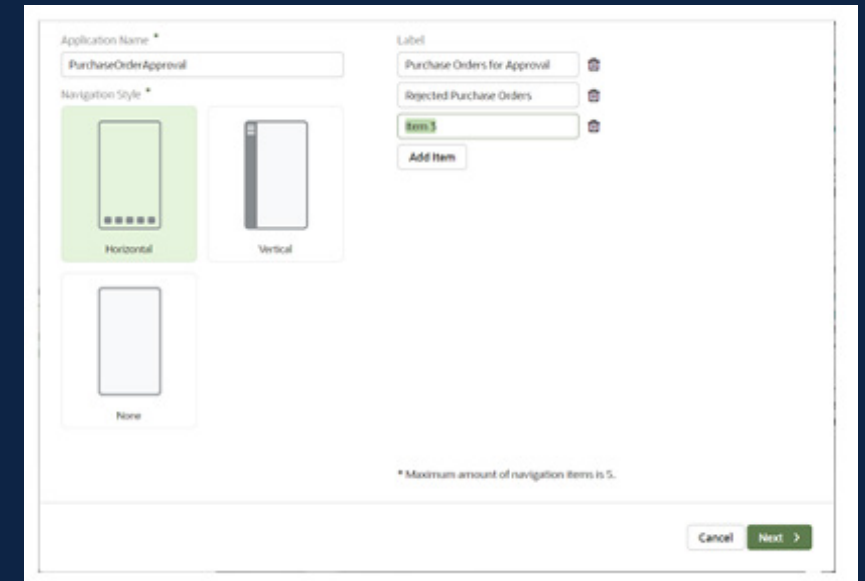 Application Name *
PurchaseOrderApproval
Navigation Style *
Horizontal
Vertical
None
Label
Purchase Orders for Approval
Rejected Purchase Orders
Item 3
Add Item
* Maximum amount of navigation items is 5.
Cancel
Next >